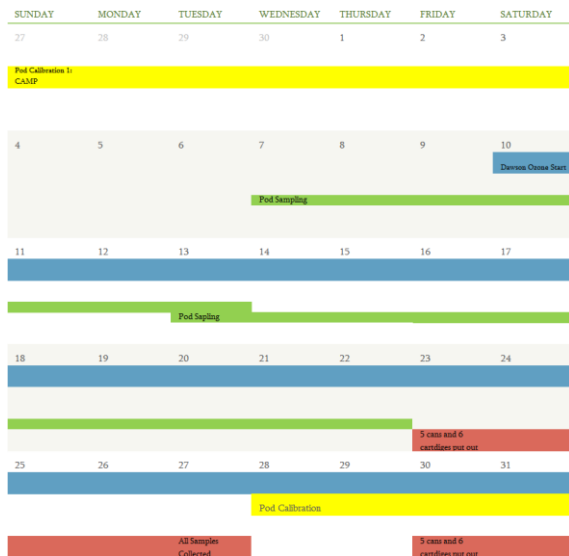 SUNDAY MONDAY TUESDAY WEDNESDAY THURSDAY FRIDAY SATURDAY
27 28 29 30 1 2 3
Pod Calibration 1:
CAMP
4 5 6 7 8 9 10
Dawson Ozone Start
Pod Sampling
11 12 13 14 15 16 17
Pod Sapling
18 19 20 21 22 23 24
5 cans and 6
cartdiges put out
25 26 27 28 29 30 31
Pod Calibration
All Samples
Collected
5 cans and 6
cartdiges put out